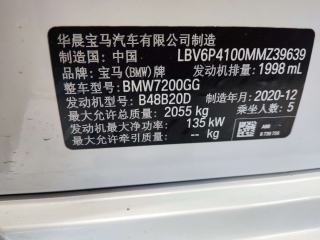 华晨宝马汽车有限公司制造
制造国：中国 LBV6P4100MMZ39639
品牌：宝马(BMW)牌 发动机排量：1998 mL
整车型号：BMW7200GG
发动机型号：B48B20D 制造年月：2020-12
最大允许总质量：2055 kg 乘坐人数：5
发动机最大净功率：135 kW
最大允许牵引质量：-- kg